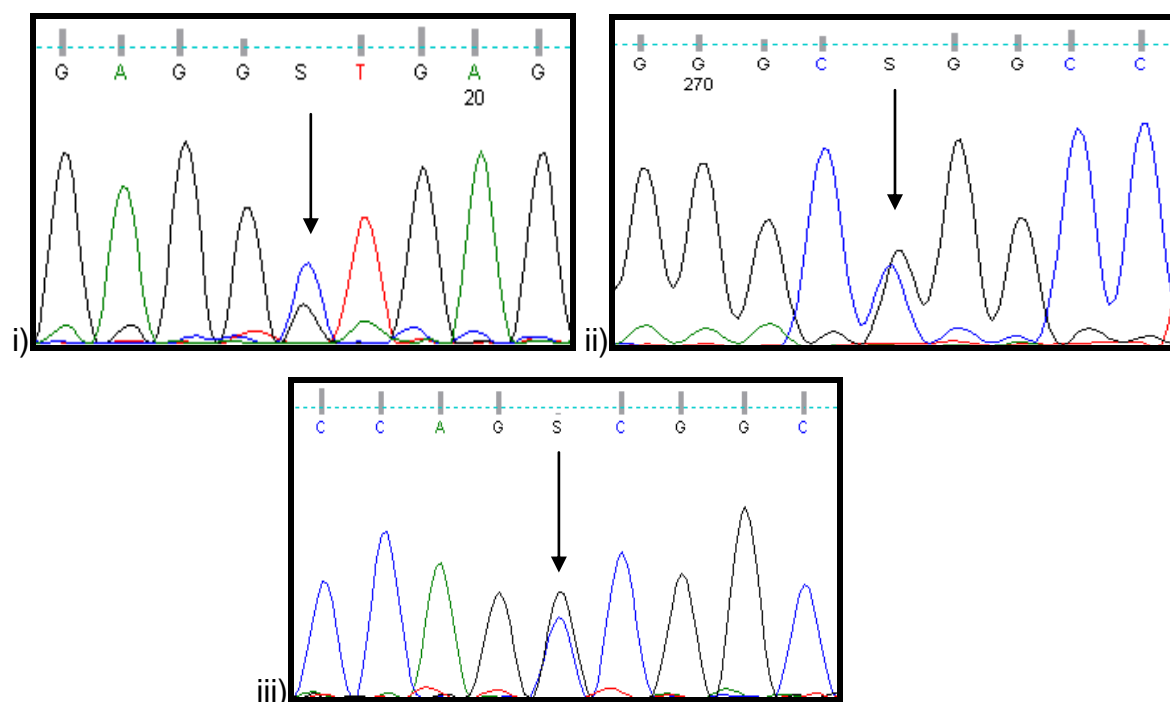 G A G G S T G A G
20
i)
G G G C S G G C C
270
ii)
C C A G S C G G C
iii)